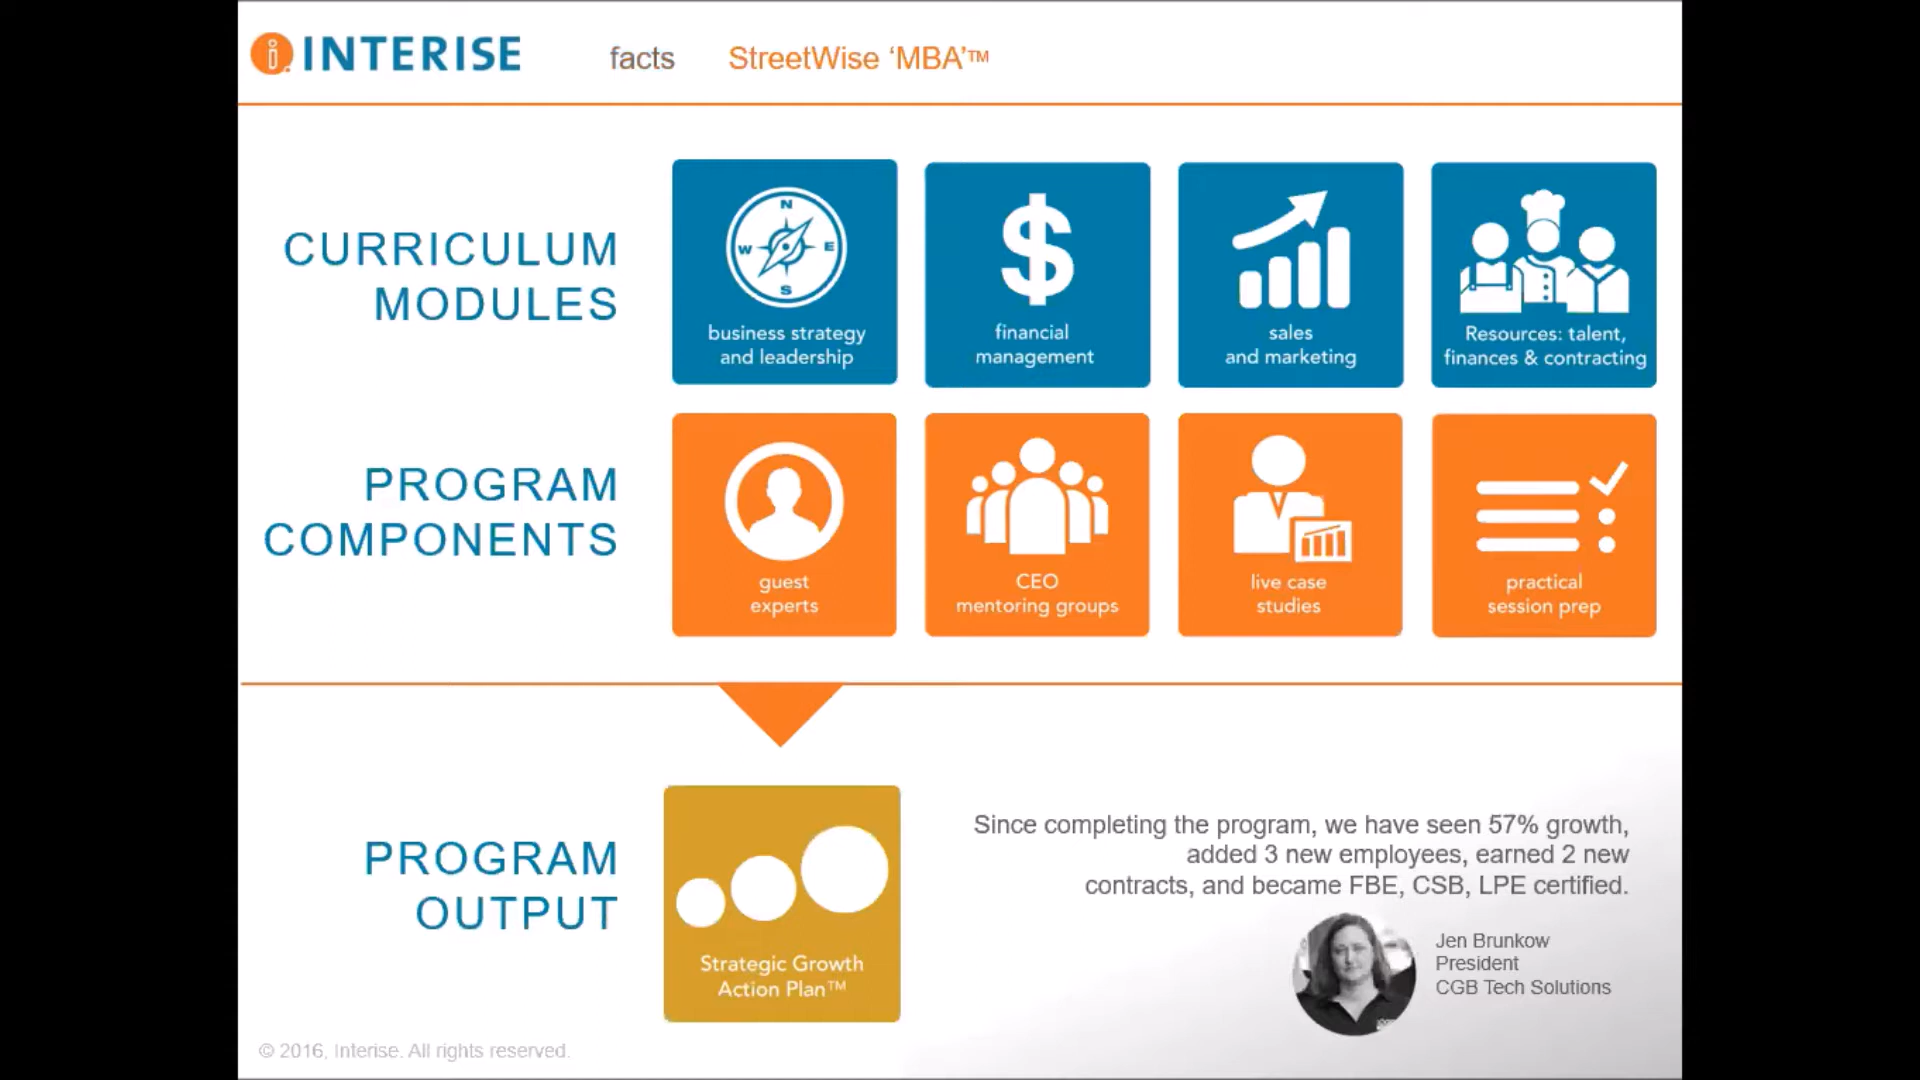 INTERISE
facts
StreetWise ‘MBA’™
CURRICULUM
MODULES
N
W E
S
business strategy
and leadership
financial
management
sales
and marketing
Resources: talent,
finances & contracting
PROGRAM
COMPONENTS
guest
experts
CEO
mentoring groups
live case
studies
practical
session prep
PROGRAM
OUTPUT
Strategic Growth
Action Plan™
Since completing the program, we have seen 57% growth,
added 3 new employees, earned 2 new
contracts, and became FBE, CSB, LPE certified.
Jen Brunkow
President
CGB Tech Solutions
© 2016, Interise. All rights reserved.